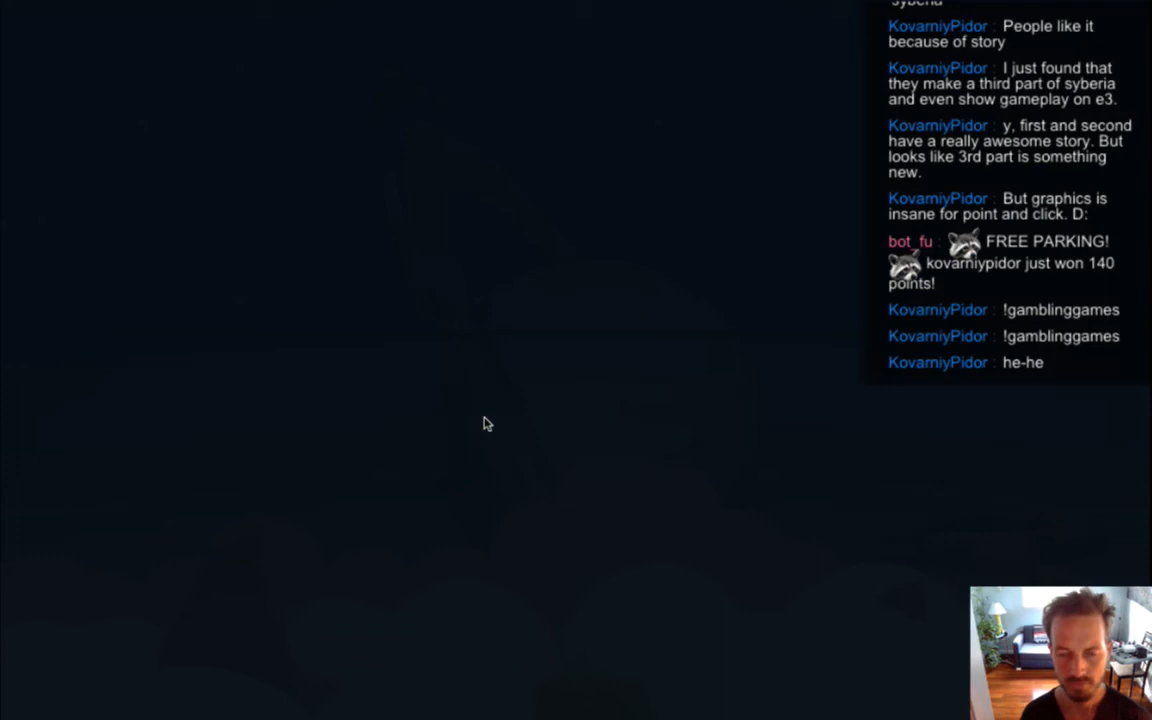 syberia
KovarniyPidor : People like it
because of story
KovarniyPidor : I just found that
they make a third part of syberia
and even show gameplay on e3.
KovarniyPidor : y, first and second
have a really awesome story. But
looks like 3rd part is something
new.
KovarniyPidor : But graphics is
insane for point and click. D:
bot_fu : FREE PARKING!
kovarniypidor just won 140
points!
KovarniyPidor : !gamblinggames
KovarniyPidor : !gamblinggames
KovarniyPidor : he-he